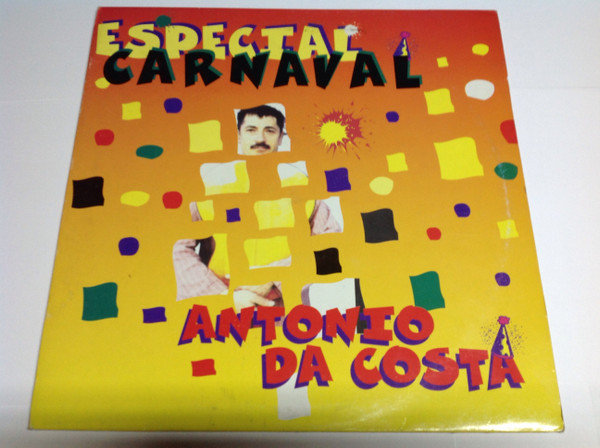 ESPECIAL
CARNAVAL
ANTONIO
DA COSTA